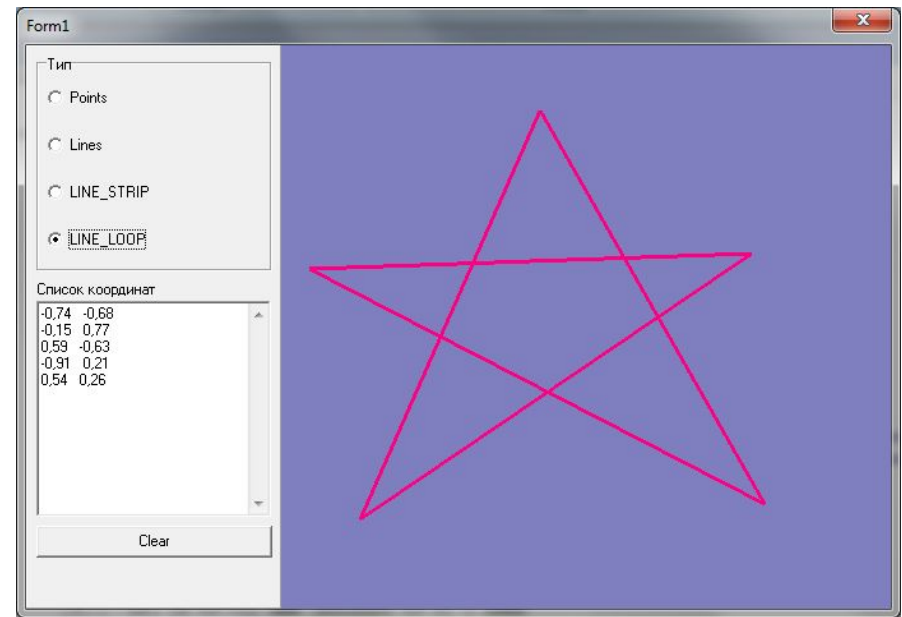 Form1
Тип
Points
Lines
LINE_STRIP
LINE_LOOP
Список координат
-0,74 -0,68
-0,15 0,77
0,59 -0,63
-0,91 0,21
0,54 0,26
Clear